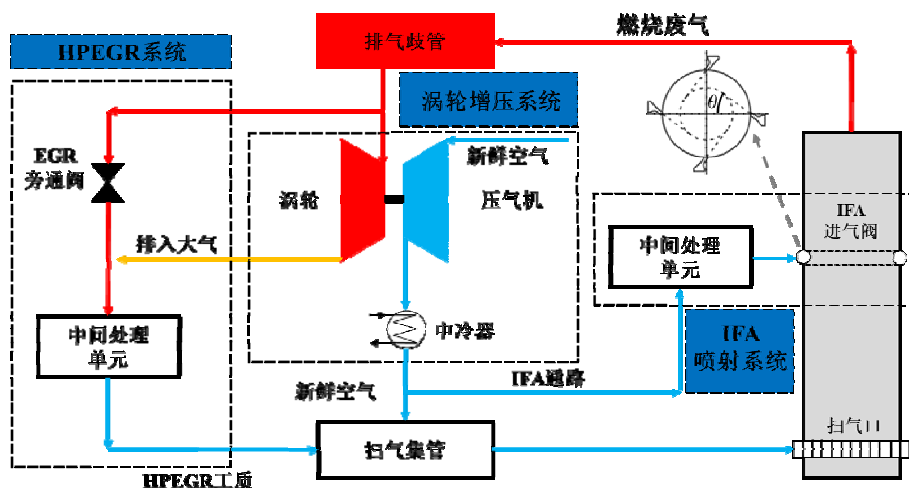 HPEGR系统
排气歧管
燃烧废气
涡轮增压系统
θ
EGR
旁通阀
新鲜空气
涡轮
压气机
IFA
进气阀
排入大气
中间处理
单元
中间处理
单元
中冷器
IFA
喷射系统
新鲜空气
IFA通路
扫气集管
扫气口
HPEGR工质